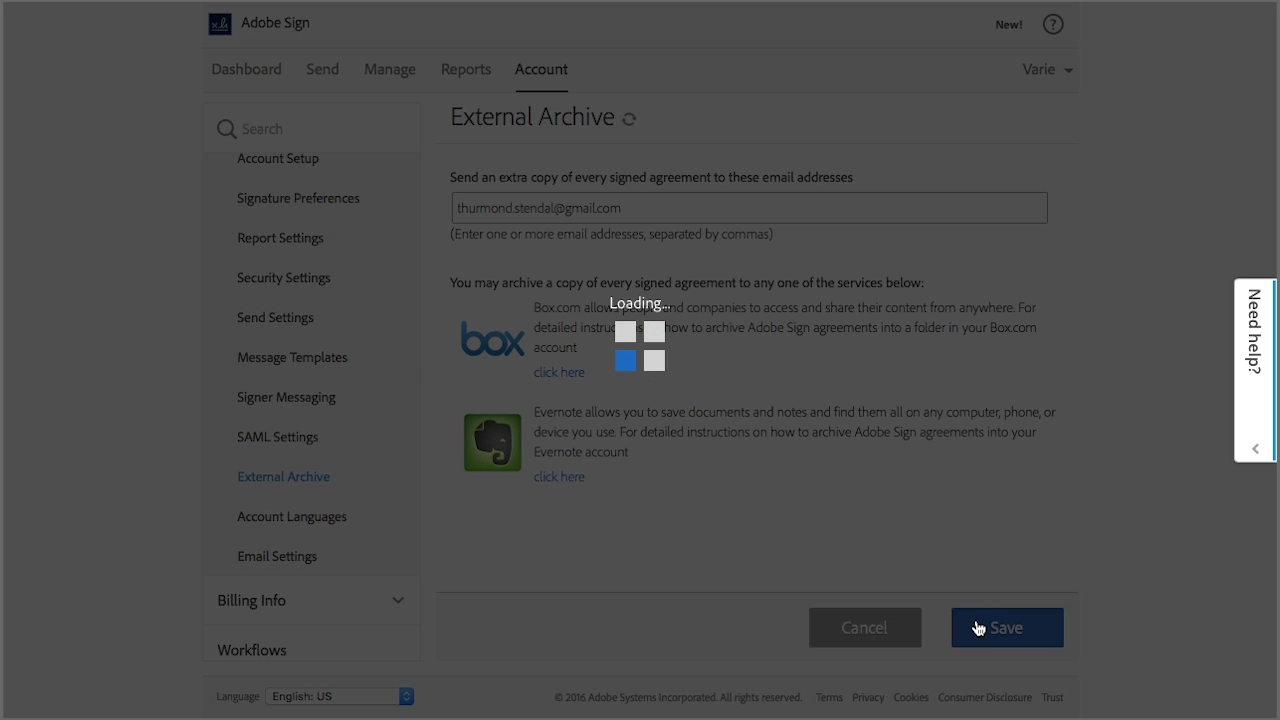 Adobe Sign
New!
?
Dashboard Send Manage Reports Account
Varie
Search
Account Setup
Signature Preferences
Report Settings
Security Settings
Send Settings
Message Templates
Signer Messaging
SAML Settings
External Archive
Account Languages
Email Settings
Billing Info
Workflows
External Archive
Send an extra copy of every signed agreement to these email addresses
thurmond.stendal@gmail.com
(Enter one or more email addresses, separated by commas)
You may archive a copy of every signed agreement to any one of the services below:
Loading...
box
Box.com allows people and companies to access and share their content from anywhere. For
detailed how to archive Adobe Sign agreements into a folder in your Box.com
account
click here
Evernote allows you to save documents and notes and find them all on any computer, phone, or
device you use. For detailed instructions on how to archive Adobe Sign agreements into your
Evernote account
click here
Cancel
Save
Need help?
Language English: US
© 2016 Adobe Systems Incorporated. All rights reserved. Terms Privacy Cookies Consumer Disclosure Trust